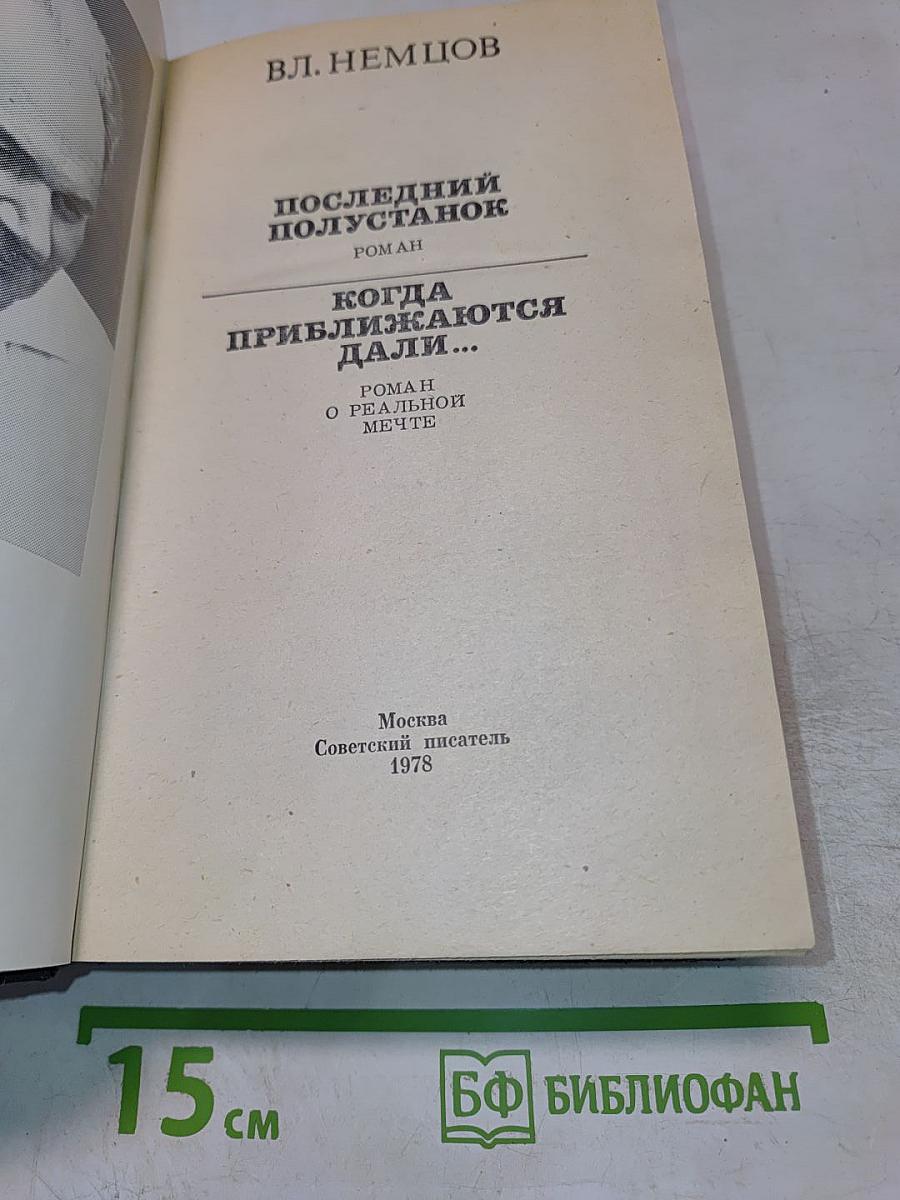 ВЛ. НЕМЦОВ
ПОСЛЕДНИЙ
ПОЛУСТАНОК
РОМАН
КОГДА
ПРИБЛИЖАЮТСЯ
ДАЛИ...
РОМАН
О РЕАЛЬНОЙ
МЕЧТЕ
Москва
Советский писатель
1978
15 см
БФ БИБЛИОФАН